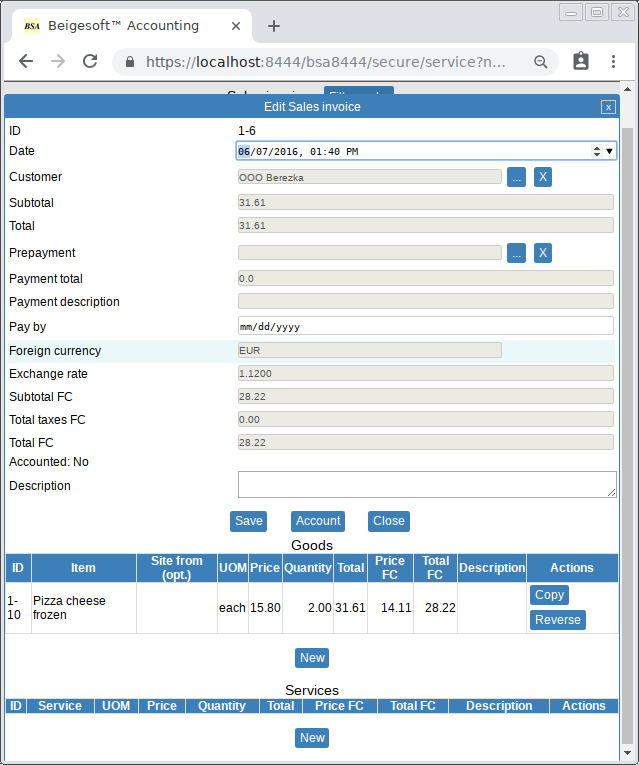 BSA Beigesoft™ Accounting
https://localhost:8444/bsa8444/secure/service?n...
Edit Sales invoice x
ID 1-6
Date 06/07/2016, 01:40 PM
Customer OOO Berezka ... X
Subtotal 31.61
Total 31.61
Prepayment ... X
Payment total 0.0
Payment description
Pay by mm/dd/yyyy
Foreign currency EUR
Exchange rate 1.1200
Subtotal FC 28.22
Total taxes FC 0.00
Total FC 28.22
Accounted: No
Description
Save Account Close
Goods
ID Item Site from (opt.) UOM Price Quantity Total Price FC Total FC Description Actions
1-10 Pizza cheese frozen each 15.80 2.00 31.61 14.11 28.22 Copy
Reverse
New
Services
ID Service UOM Price Quantity Total Price FC Total FC Description Actions
New